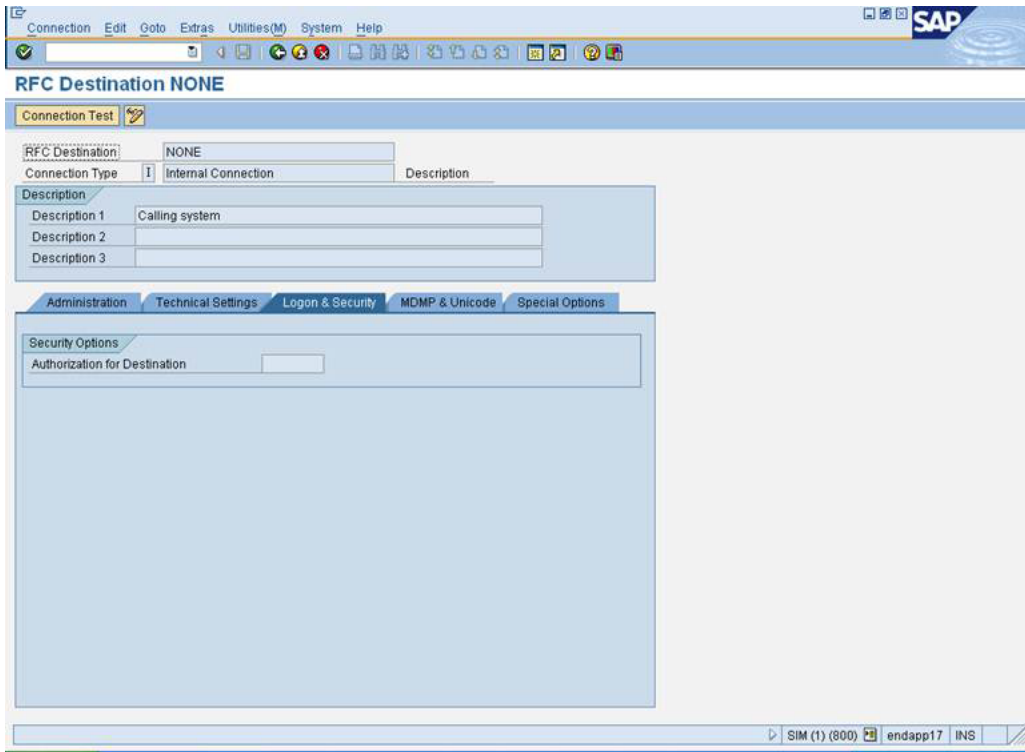 Connection Edit Goto Extras Utilities(M) System Help
SAP
RFC Destination NONE
Connection Test
RFC Destination NONE
Connection Type I Internal Connection Description
Description
Description 1 Calling system
Description 2
Description 3
Administration Technical Settings Logon & Security MDMP & Unicode Special Options
Security Options
Authorization for Destination
SIM (1) (800) endapp17 INS